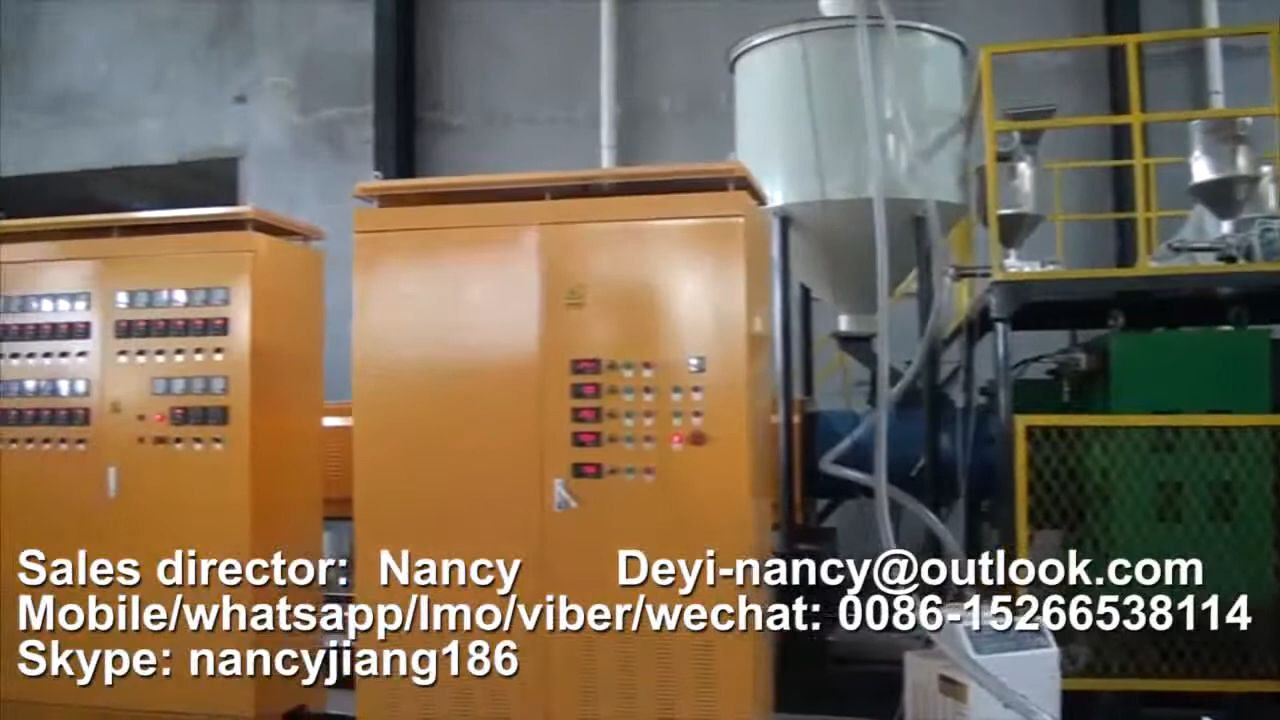 Sales director: Nancy Deyi-nancy@outlook.com
Mobile/whatsapp/Imo/viber/wechat: 0086-15266538114
Skype: nancyjiang186